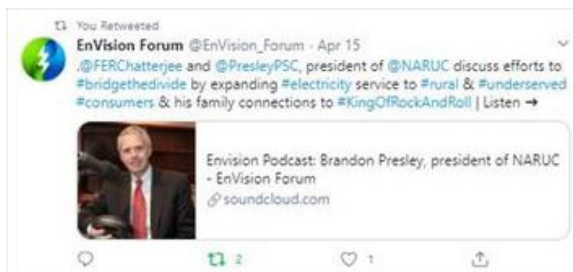 You Retweeted
EnVision Forum @EnVision_Forum · Apr 15
.@FERChatterjee and @PresleyPSC, president of @NARUC discuss efforts to
#bridgethedivide by expanding #electricity service to #rural & #underserved
#consumers & his family connections to #KingOfRockAndRoll | Listen →
Envision Podcast: Brandon Presley, president of NARUC
- EnVision Forum
soundcloud.com
2
1